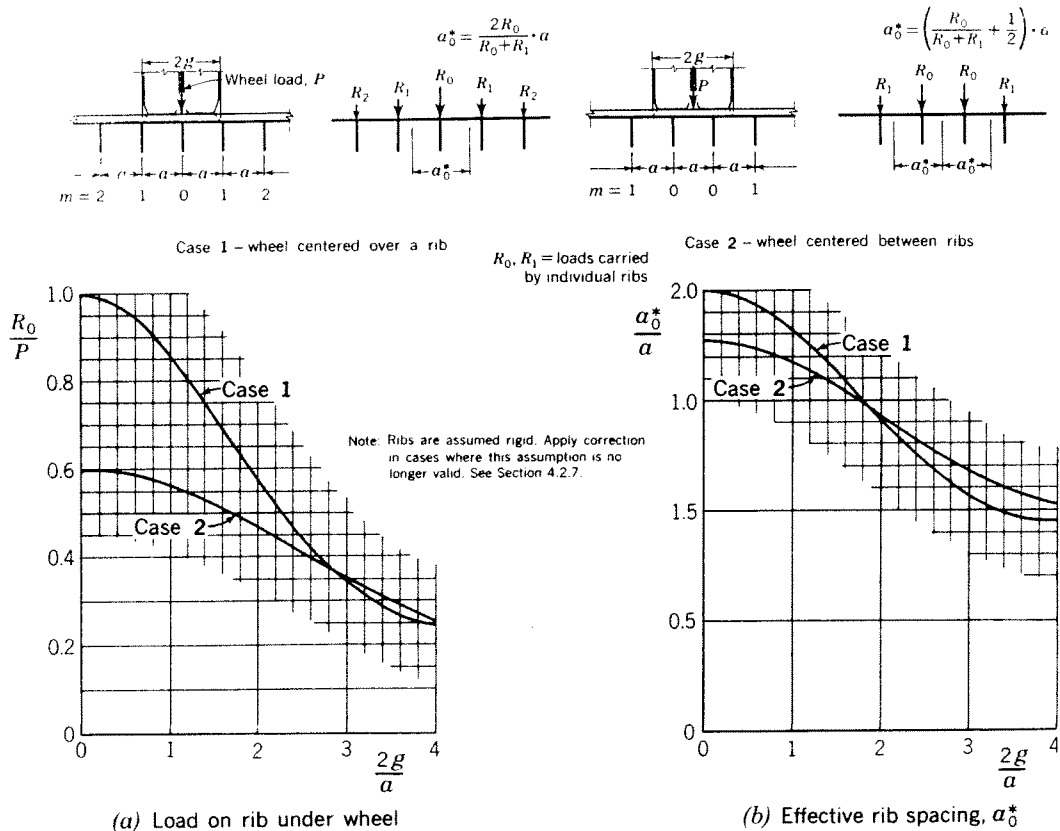 a₀* = 2R₀ / (R₀+R₁) · a
2g
Wheel load, P
R₂ R₁ R₀ R₁ R₂
a a a a
a₀*
m = 2 1 0 1 2
Case 1 – wheel centered over a rib
a₀* = (R₀ / (R₀+R₁) + 1/2) · a
2g
P
R₁ R₀ R₀ R₁
a a a
a₀* a₀*
m = 1 0 0 1
Case 2 – wheel centered between ribs
R₀, R₁ = loads carried
by individual ribs
R₀/P
1.0
0.8
0.6
0.4
0.2
0
Case 1
Case 2
0 1 2 3 4
2g/a
(a) Load on rib under wheel
Note: Ribs are assumed rigid. Apply correction
in cases where this assumption is no
longer valid. See Section 4.2.7.
a₀*/a
2.0
1.0
1.5
0.5
0
Case 1
Case 2
0 1 2 3 4
2g/a
(b) Effective rib spacing, a₀*